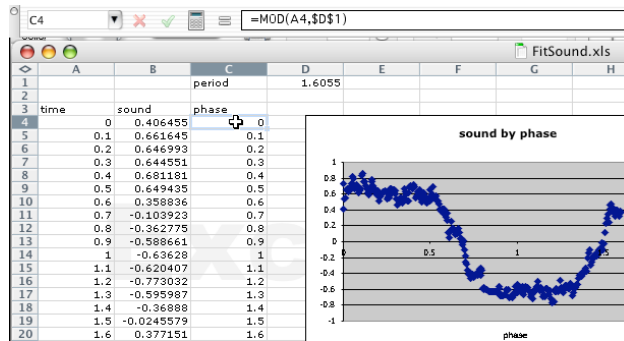 C4 =MOD(A4,$D$1)
FitSound.xls
A B C D E F G H
1 period 1.6055
2
3 time sound phase
4 0 0.406455 0
5 0.1 0.661645 0.1
6 0.2 0.646993 0.2
7 0.3 0.644551 0.3
8 0.4 0.681181 0.4
9 0.5 0.649435 0.5
10 0.6 0.358836 0.6
11 0.7 -0.103923 0.7
12 0.8 -0.362775 0.8
13 0.9 -0.588661 0.9
14 1 -0.63628 1
15 1.1 -0.620407 1.1
16 1.2 -0.773032 1.2
17 1.3 -0.595987 1.3
18 1.4 -0.36888 1.4
19 1.5 -0.0245579 1.5
20 1.6 0.377151 1.6
sound by phase
1
0.8
0.6
0.4
0.2
0
-0.2
-0.4
-0.6
-0.8
-1
0 0.5 1 1.5
phase